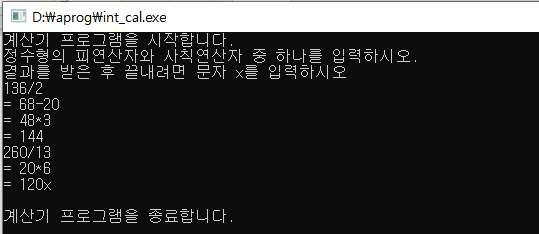 D:₩aprog₩int_cal.exe
계산기 프로그램을 시작합니다.
정수형의 피연산자와 사칙연산자 중 하나를 입력하시오.
결과를 받은 후 끝내려면 문자 x를 입력하시오
136/2
= 68-20
= 48*3
= 144
260/13
= 20*6
= 120x
계산기 프로그램을 종료합니다.